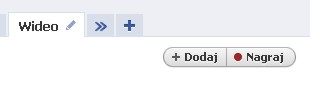 Wideo » +
+ Dodaj Nagraj